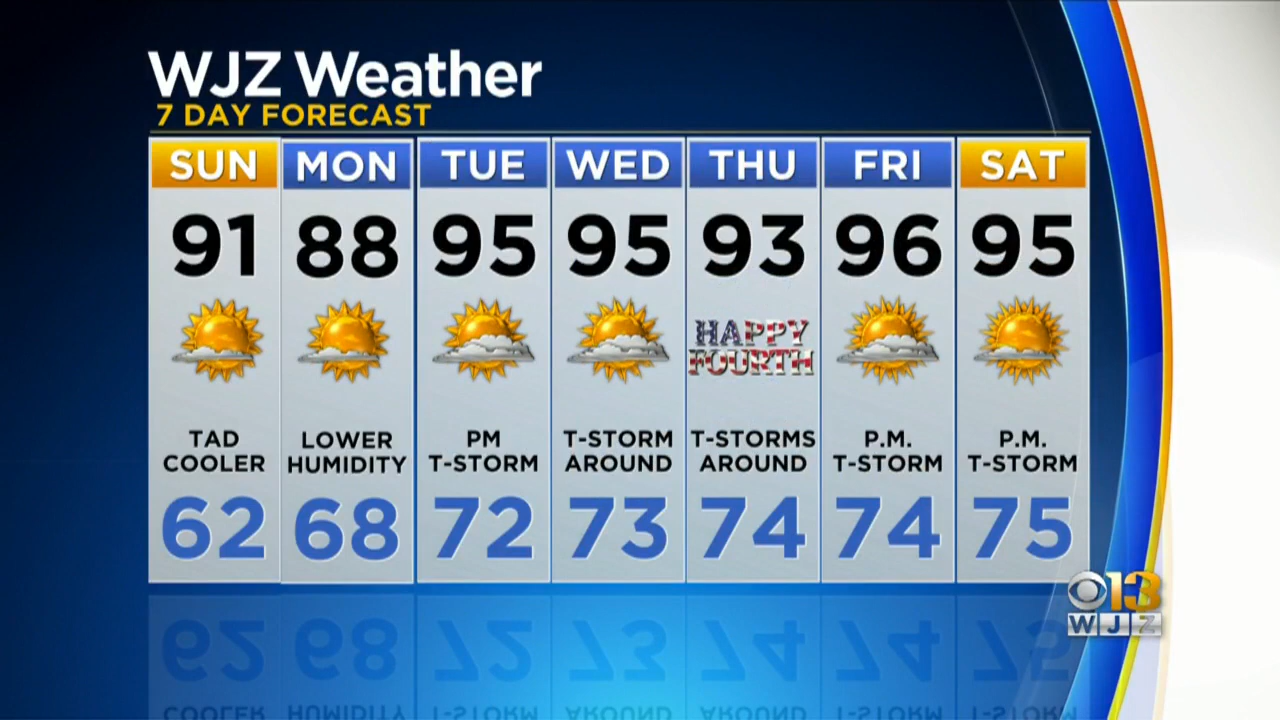 WJZ Weather
7 DAY FORECAST
SUN MON TUE WED THU FRI SAT
91 88 95 95 93 96 95
HAPPY
FOURTH
TAD LOWER PM T-STORM T-STORMS P.M. P.M.
COOLER HUMIDITY T-STORM AROUND AROUND T-STORM T-STORM
62 68 72 73 74 74 75
13
WJZ